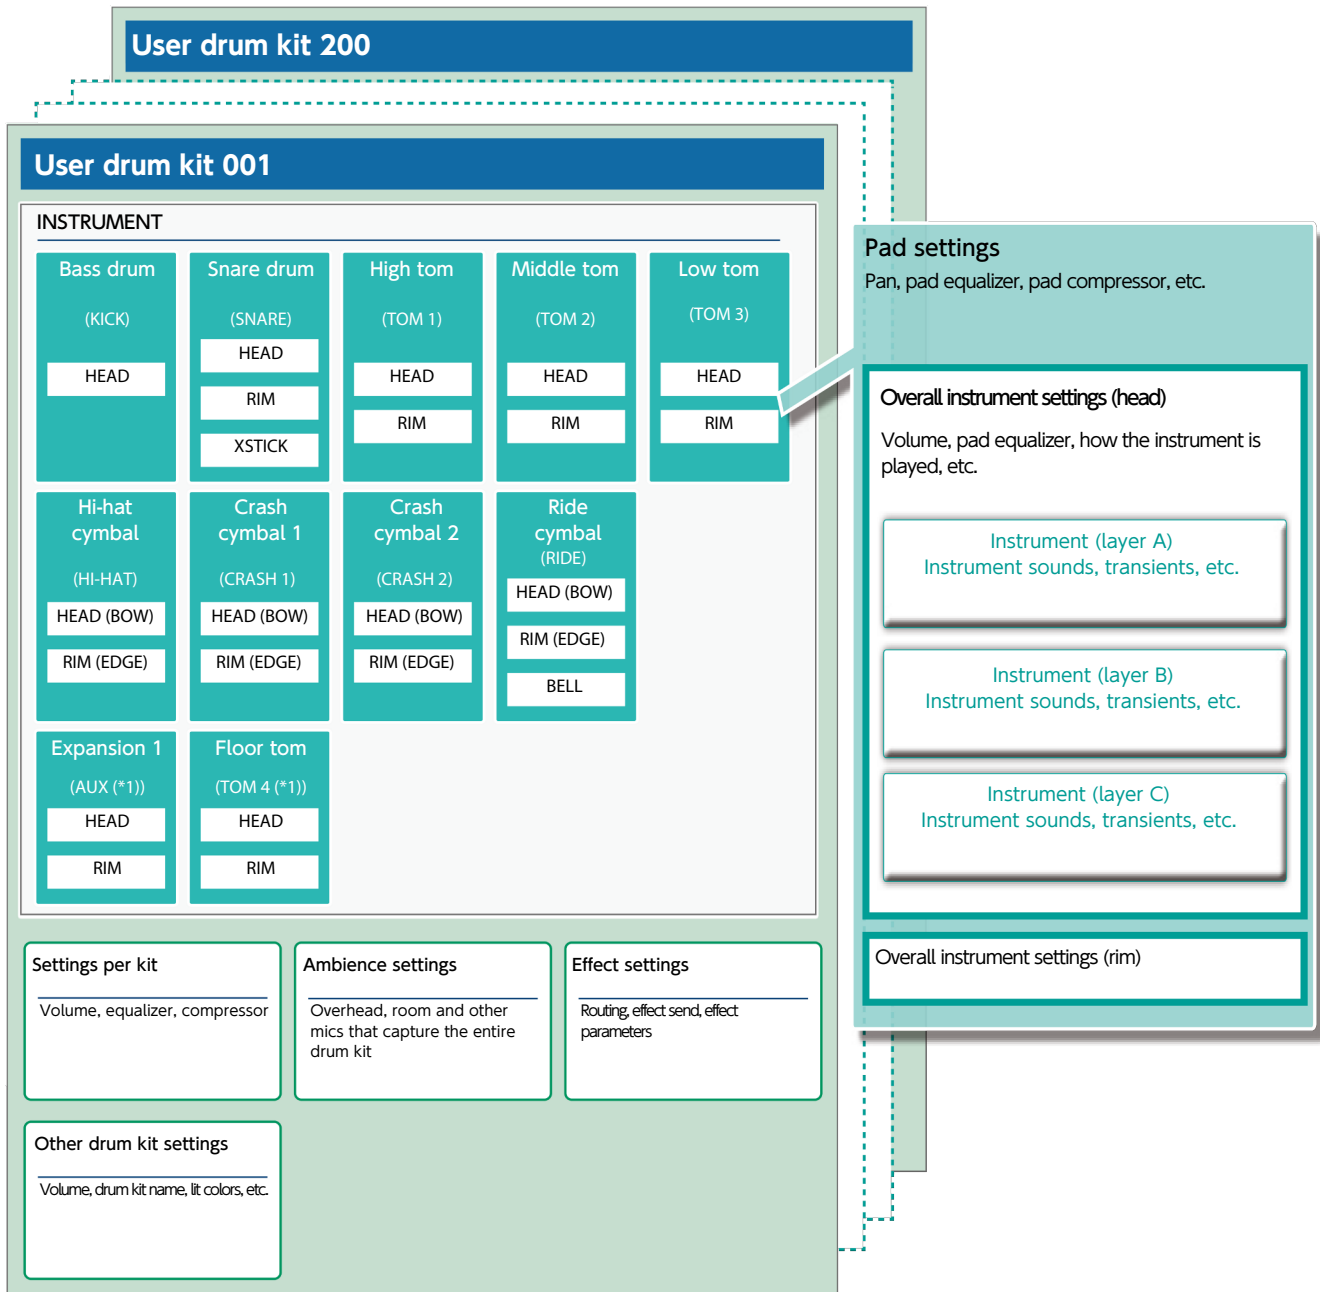 User drum kit 200
User drum kit 001
INSTRUMENT
Bass drum
(KICK)
HEAD
Snare drum
(SNARE)
HEAD
RIM
XSTICK
High tom
(TOM 1)
HEAD
RIM
Middle tom
(TOM 2)
HEAD
RIM
Low tom
(TOM 3)
HEAD
RIM
Hi-hat
cymbal
(HI-HAT)
HEAD (BOW)
RIM (EDGE)
Crash
cymbal 1
(CRASH 1)
HEAD (BOW)
RIM (EDGE)
Crash
cymbal 2
(CRASH 2)
HEAD (BOW)
RIM (EDGE)
Ride
cymbal
(RIDE)
HEAD (BOW)
RIM (EDGE)
BELL
Expansion 1
(AUX (*1))
HEAD
RIM
Floor tom
(TOM 4 (*1))
HEAD
RIM
Settings per kit
Volume, equalizer, compressor
Ambience settings
Overhead, room and other
mics that capture the entire
drum kit
Effect settings
Routing, effect send, effect
parameters
Other drum kit settings
Volume, drum kit name, lit colors, etc.
Pad settings
Pan, pad equalizer, pad compressor, etc.
Overall instrument settings (head)
Volume, pad equalizer, how the instrument is
played, etc.
Instrument (layer A)
Instrument sounds, transients, etc.
Instrument (layer B)
Instrument sounds, transients, etc.
Instrument (layer C)
Instrument sounds, transients, etc.
Overall instrument settings (rim)